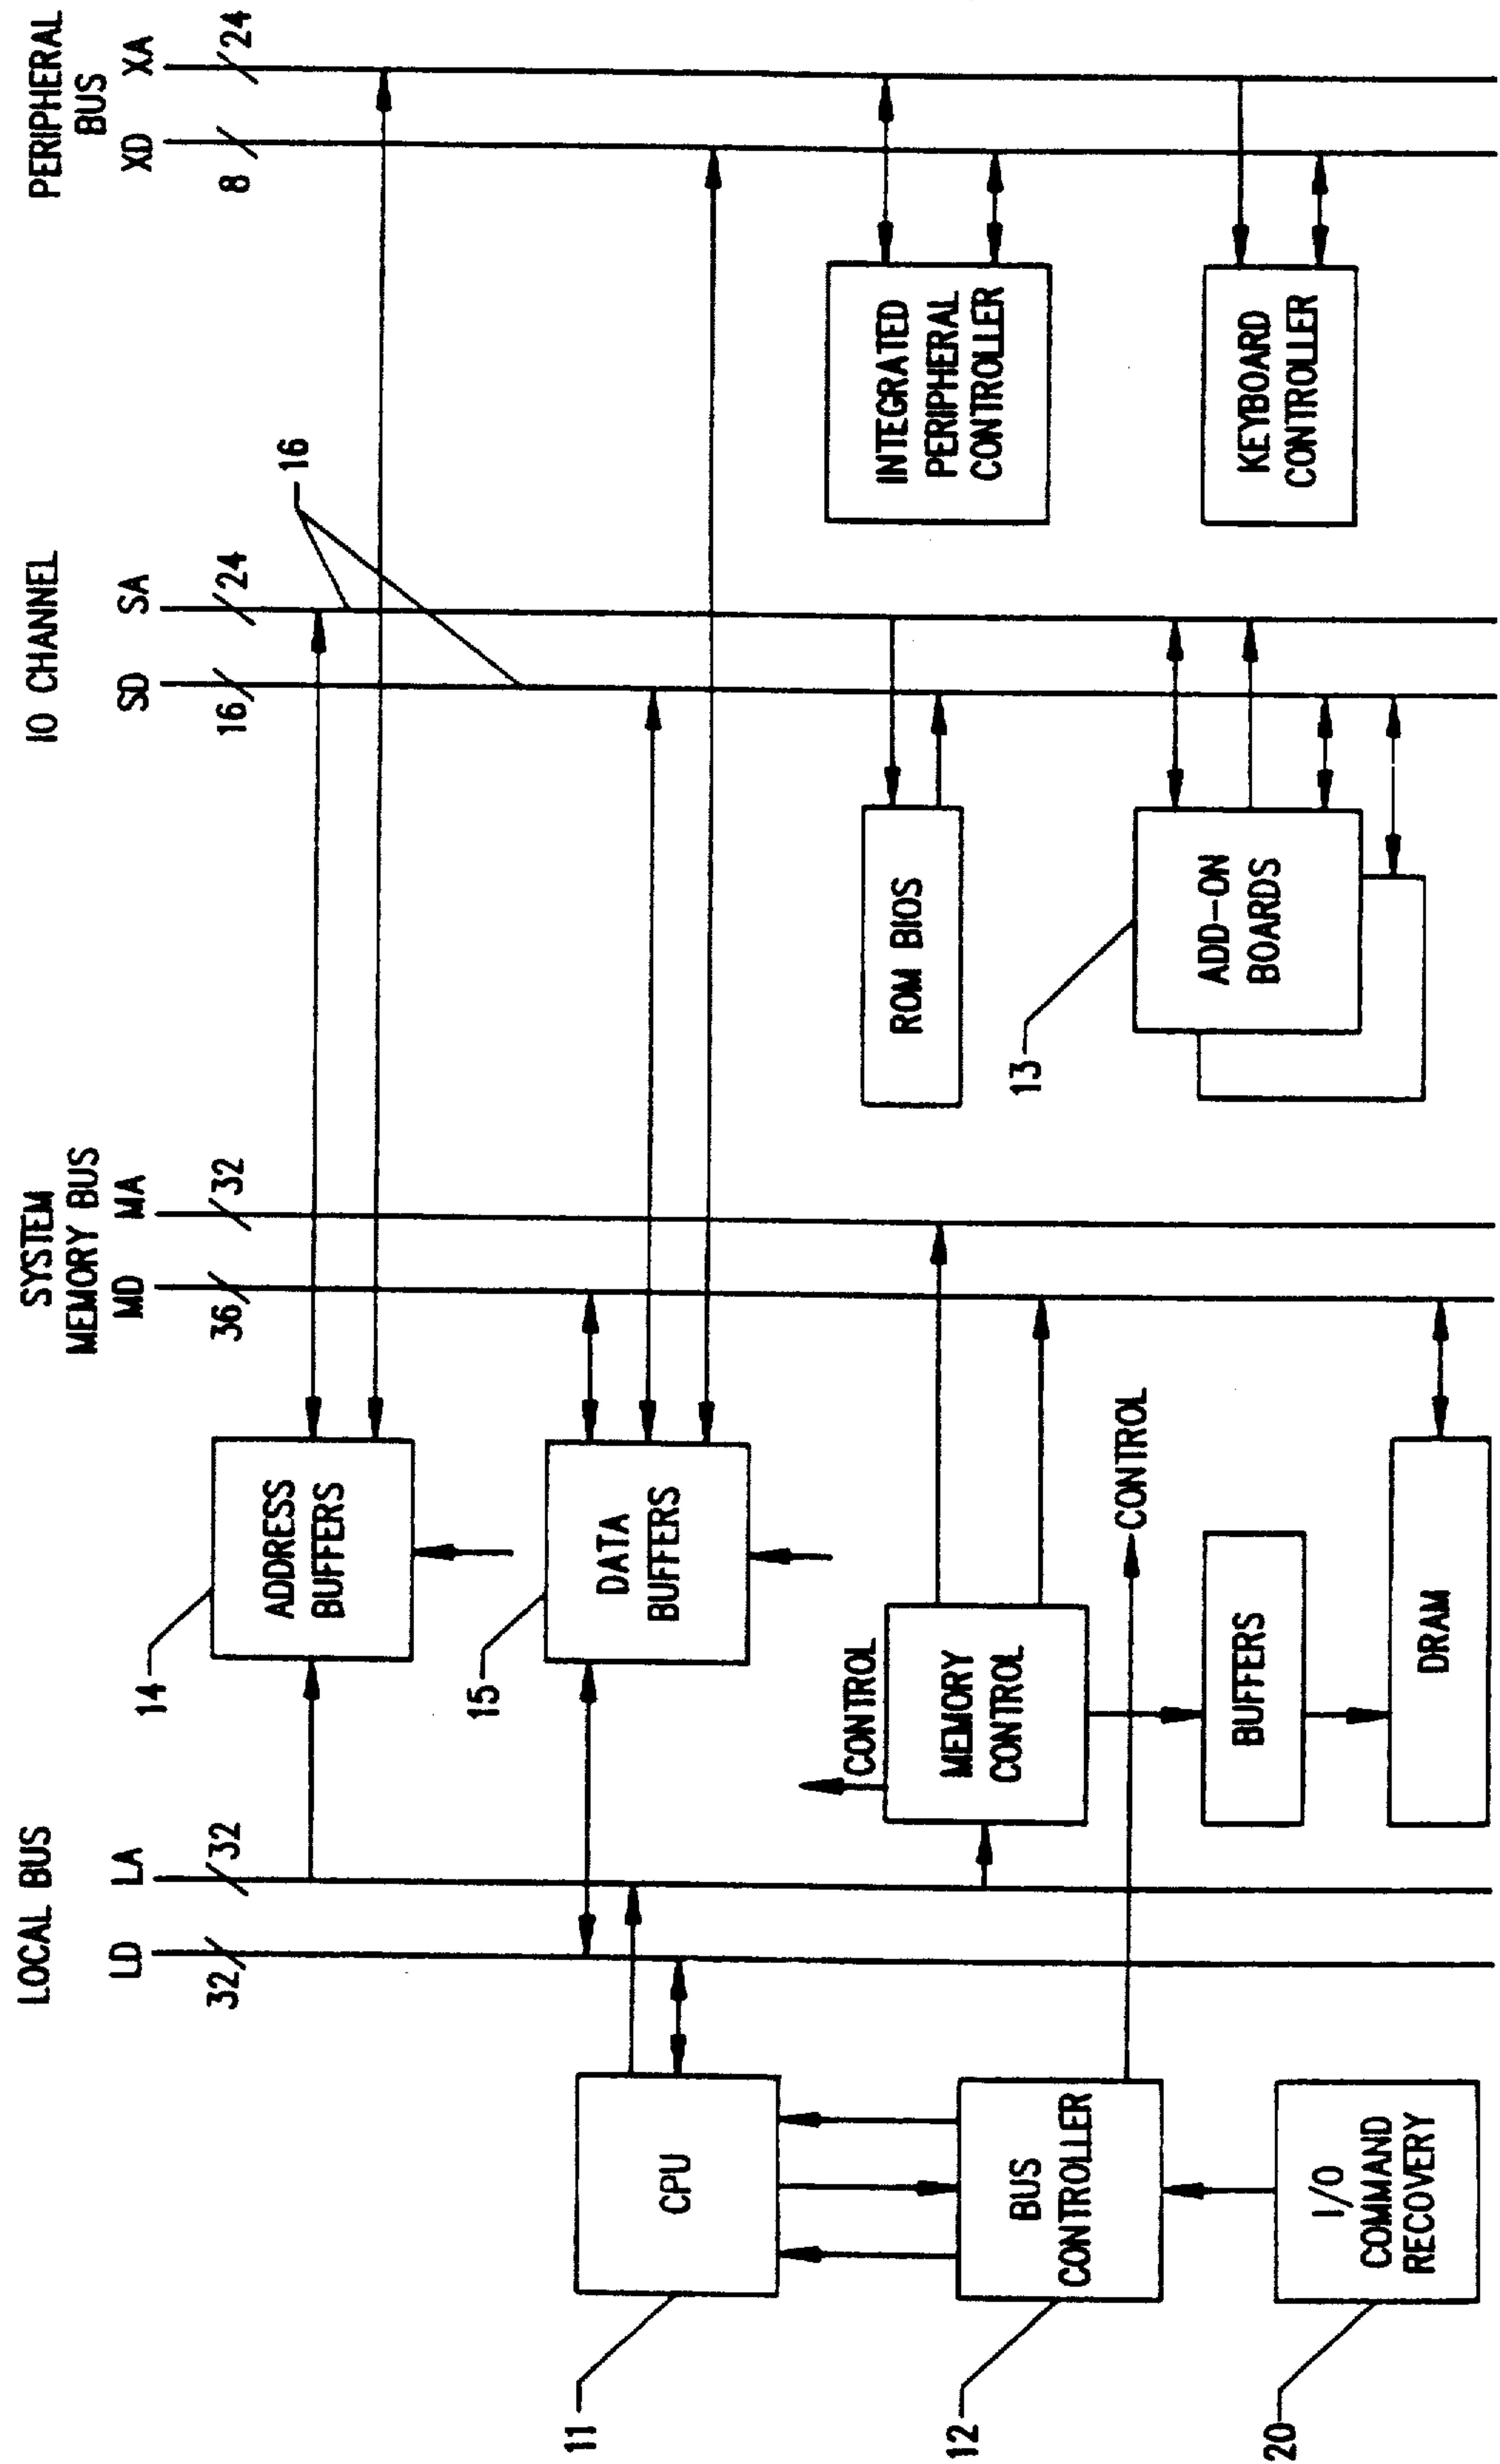 LOCAL BUS
LD
LA
32
32
SYSTEM
MEMORY BUS
MD
MA
36
32
IO CHANNEL
SD
SA
16
24
PERIPHERAL
BUS
XD
XA
8
24
16
14
ADDRESS
BUFFERS
15
DATA
BUFFERS
11
CPU
CONTROL
MEMORY
CONTROL
ROM BIOS
INTEGRATED
PERIPHERAL
CONTROLLER
12
BUS
CONTROLLER
CONTROL
13
ADD-ON
BOARDS
BUFFERS
KEYBOARD
CONTROLLER
20
I/O
COMMAND
RECOVERY
DRAM